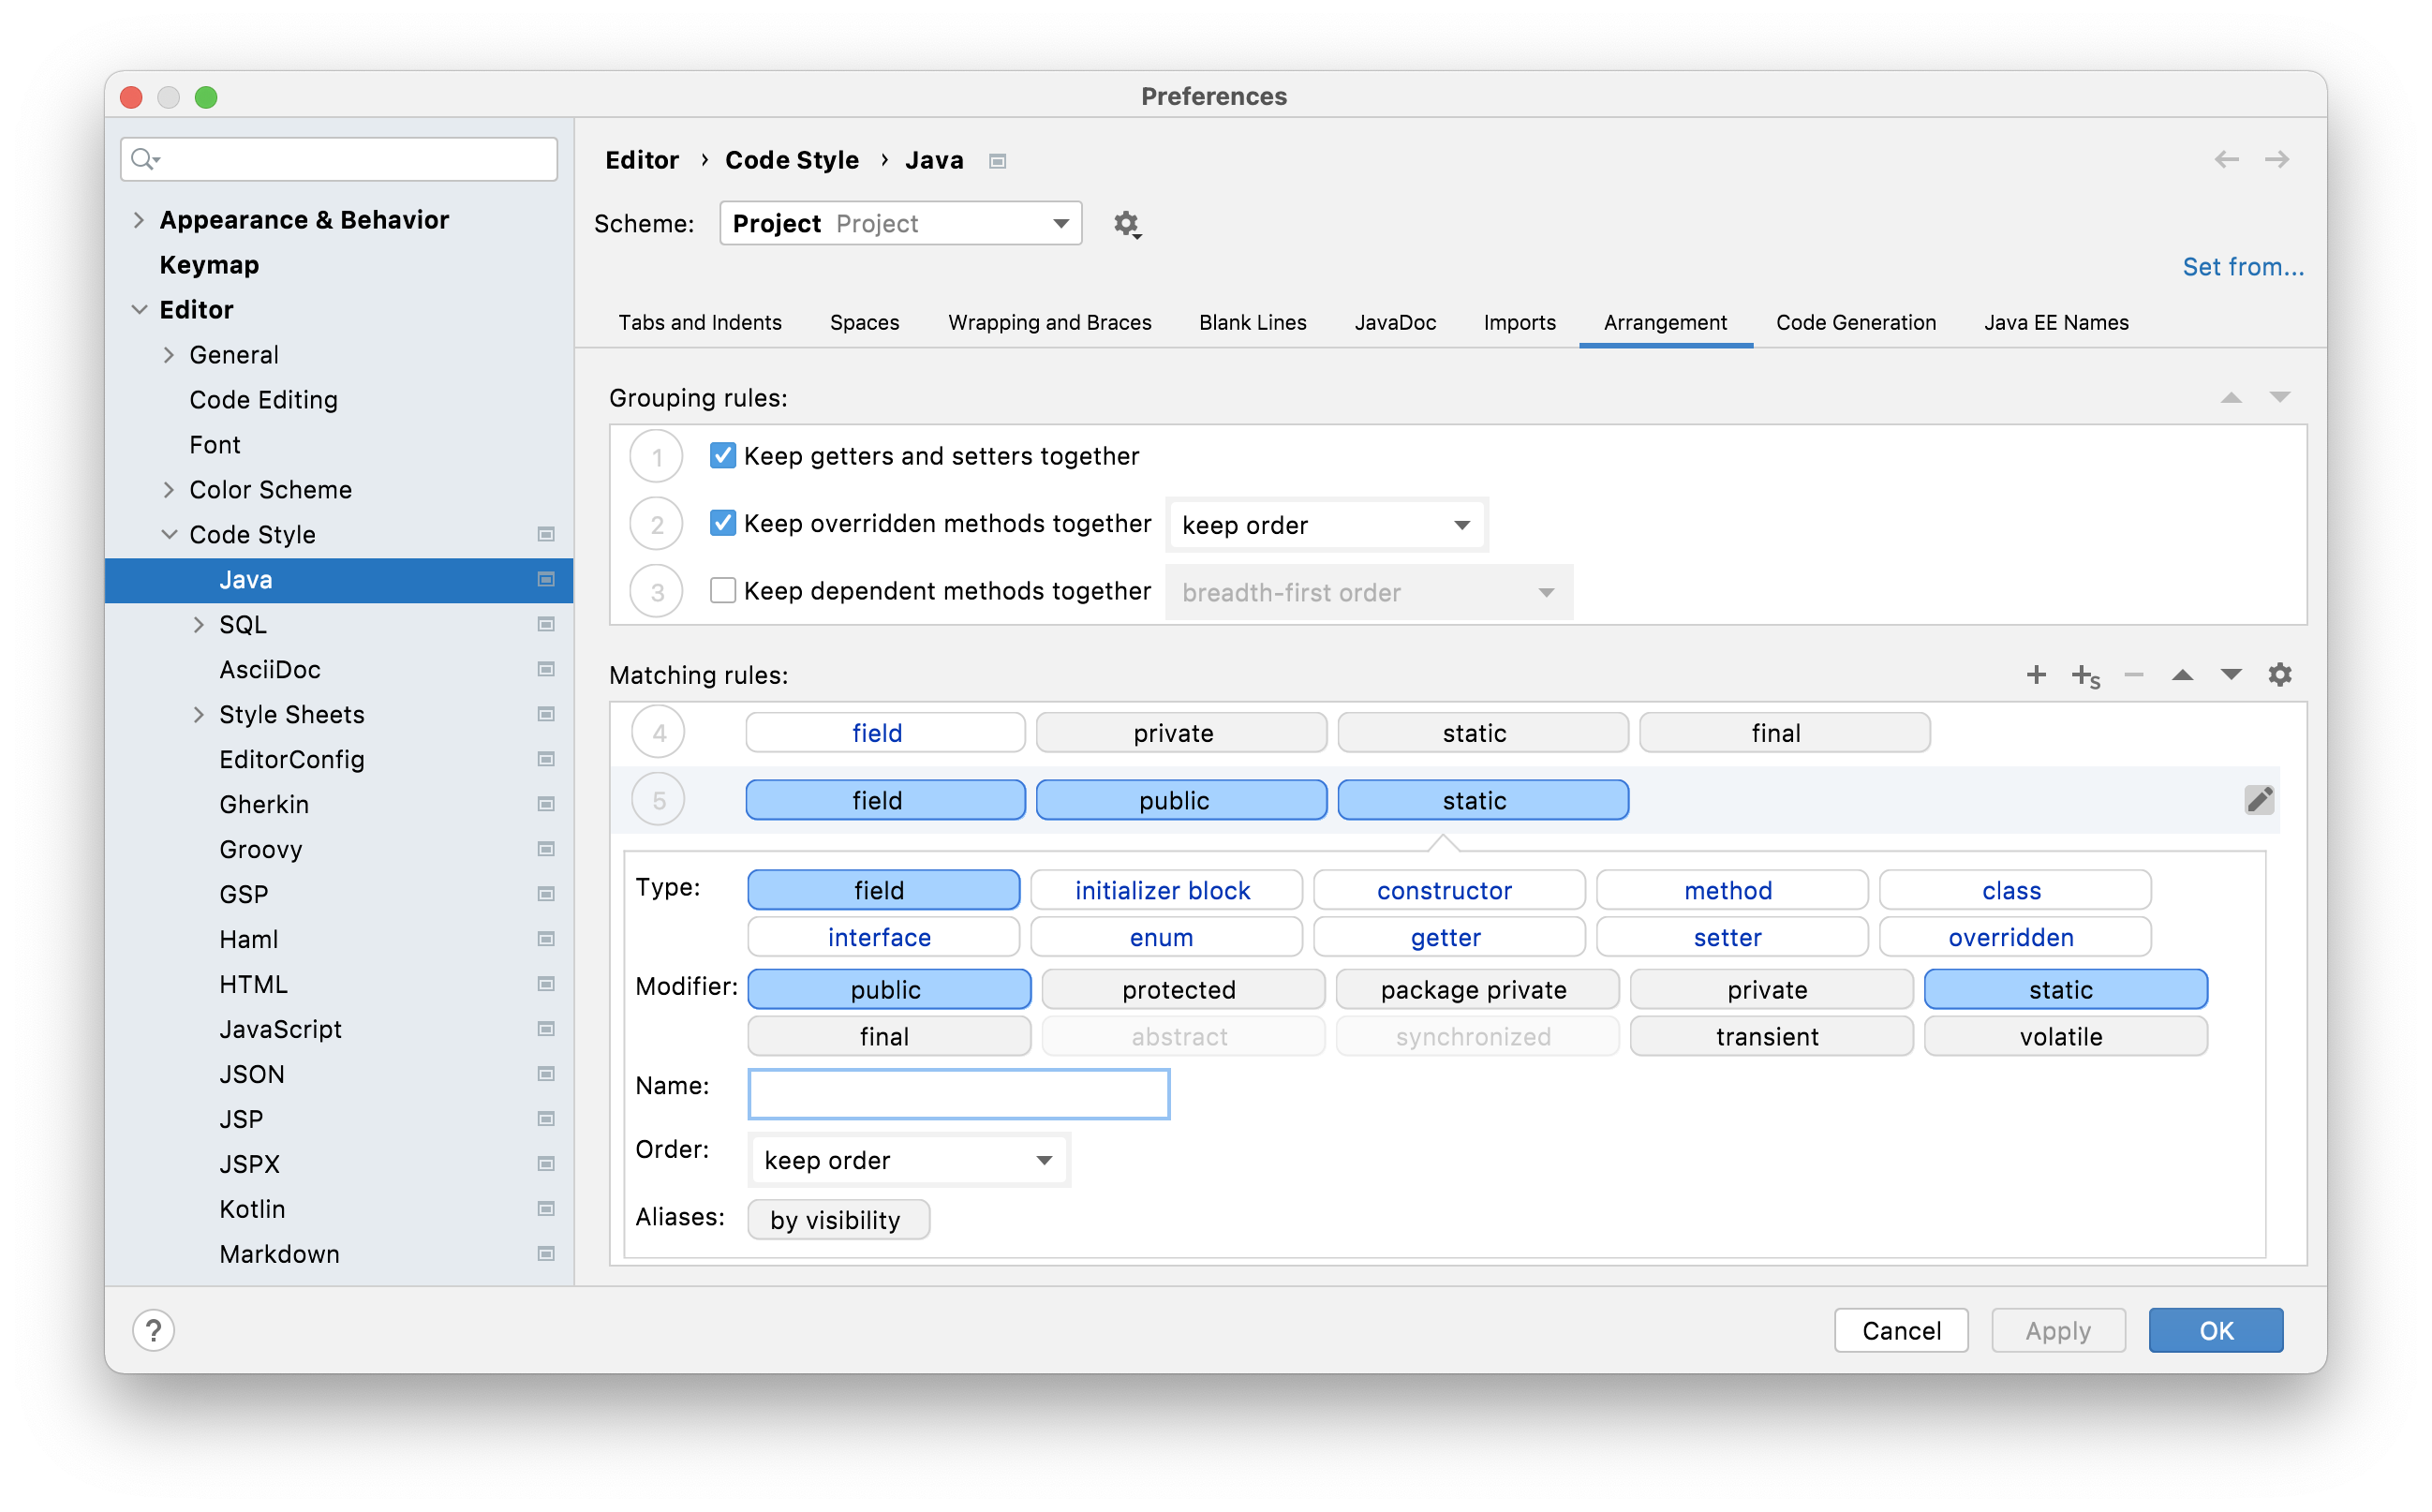 Preferences
Appearance & Behavior
Keymap
Editor
General
Code Editing
Font
Color Scheme
Code Style
Java
SQL
AsciiDoc
Style Sheets
EditorConfig
Gherkin
Groovy
GSP
Haml
HTML
JavaScript
JSON
JSP
JSPX
Kotlin
Markdown
Editor › Code Style › Java
Scheme: Project Project
Set from...
Tabs and Indents Spaces Wrapping and Braces Blank Lines JavaDoc Imports Arrangement Code Generation Java EE Names
Grouping rules:
1 Keep getters and setters together
2 Keep overridden methods together keep order
3 Keep dependent methods together breadth-first order
Matching rules: +s
4 field private static final
5 field public static
Type: field initializer block constructor method class
interface enum getter setter overridden
Modifier: public protected package private private static
final abstract synchronized transient volatile
Name:
Order: keep order
Aliases: by visibility
? Cancel Apply OK